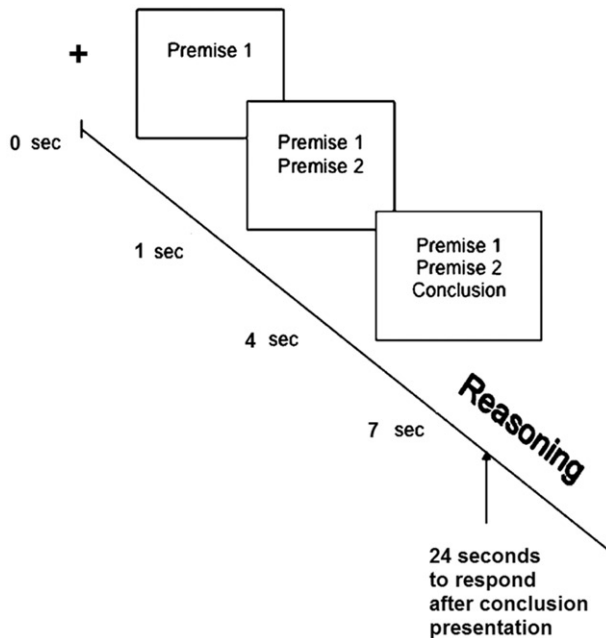 +
Premise 1
0 sec
Premise 1
Premise 2
1 sec
Premise 1
Premise 2
Conclusion
4 sec
7 sec
Reasoning
24 seconds
to respond
after conclusion
presentation